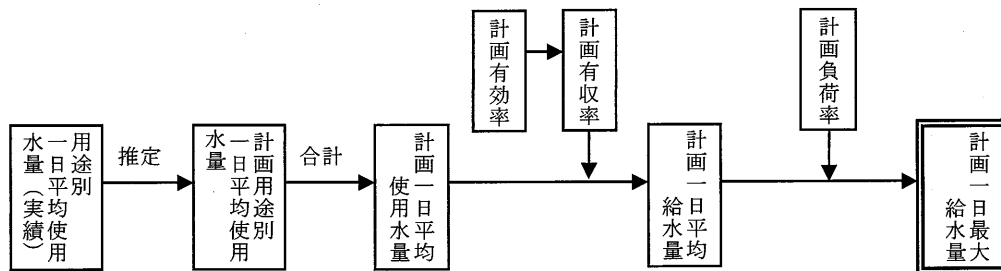 計画有効率
計画有収率
計画負荷率
用途別
一日平均使用
水量（実績）
推定
計画用途別
一日平均使用
水量
合計
計画一日平均
使用水量
計画一日平均
給水量
計画一日最大
給水量